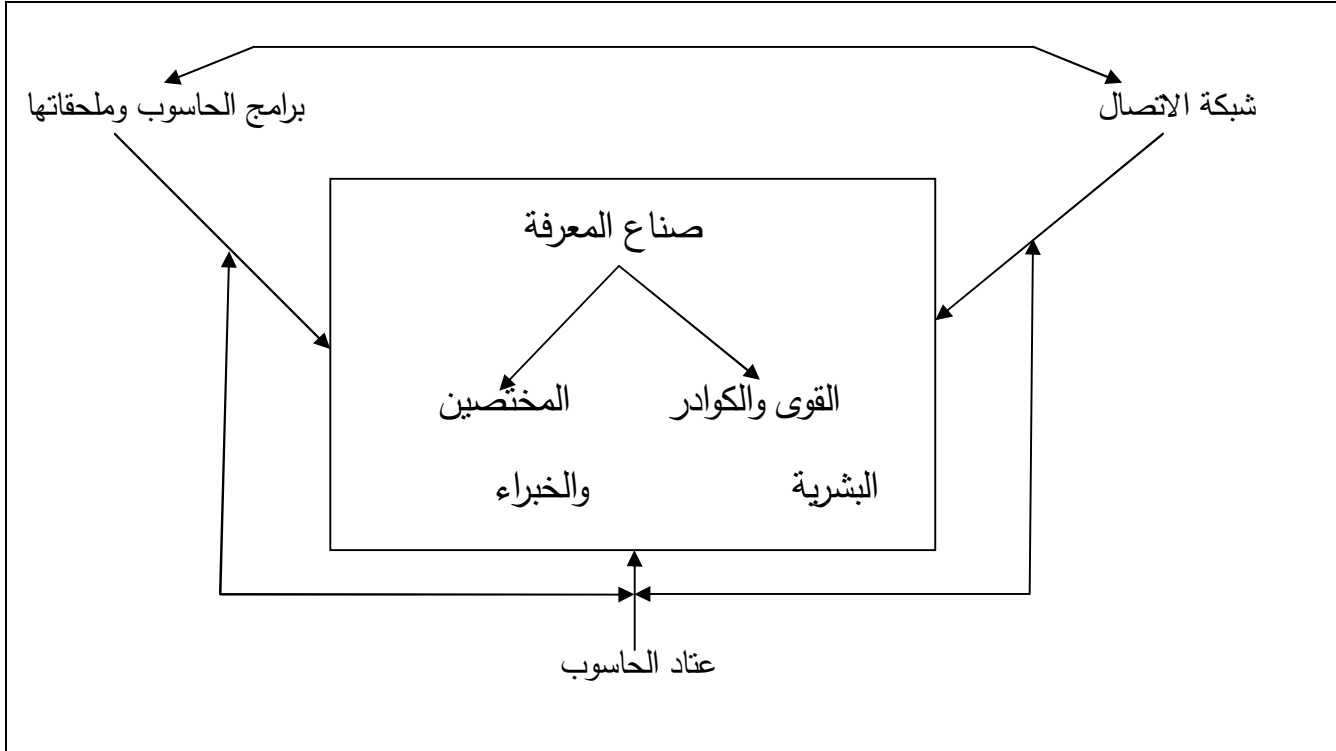 شبكة الاتصال
برامج الحاسوب وملحقاتها
صناع المعرفة
القوى والكوادر
المختصين
البشرية
والخبراء
عتاد الحاسوب